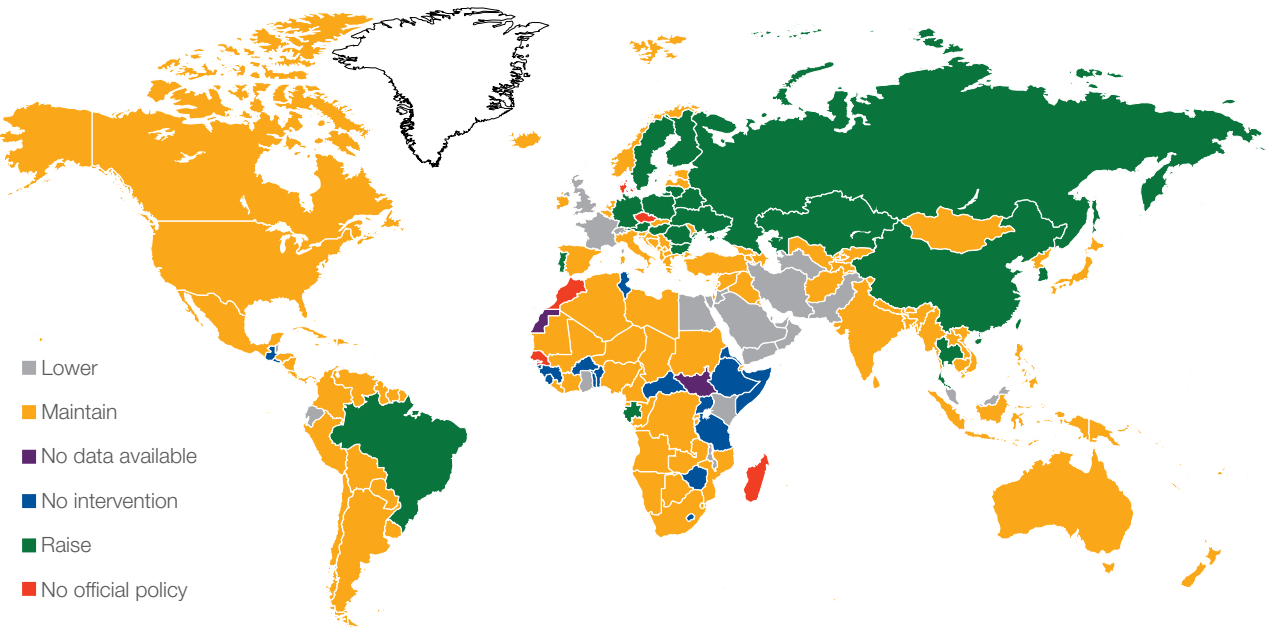 Lower
Maintain
No data available
No intervention
Raise
No official policy